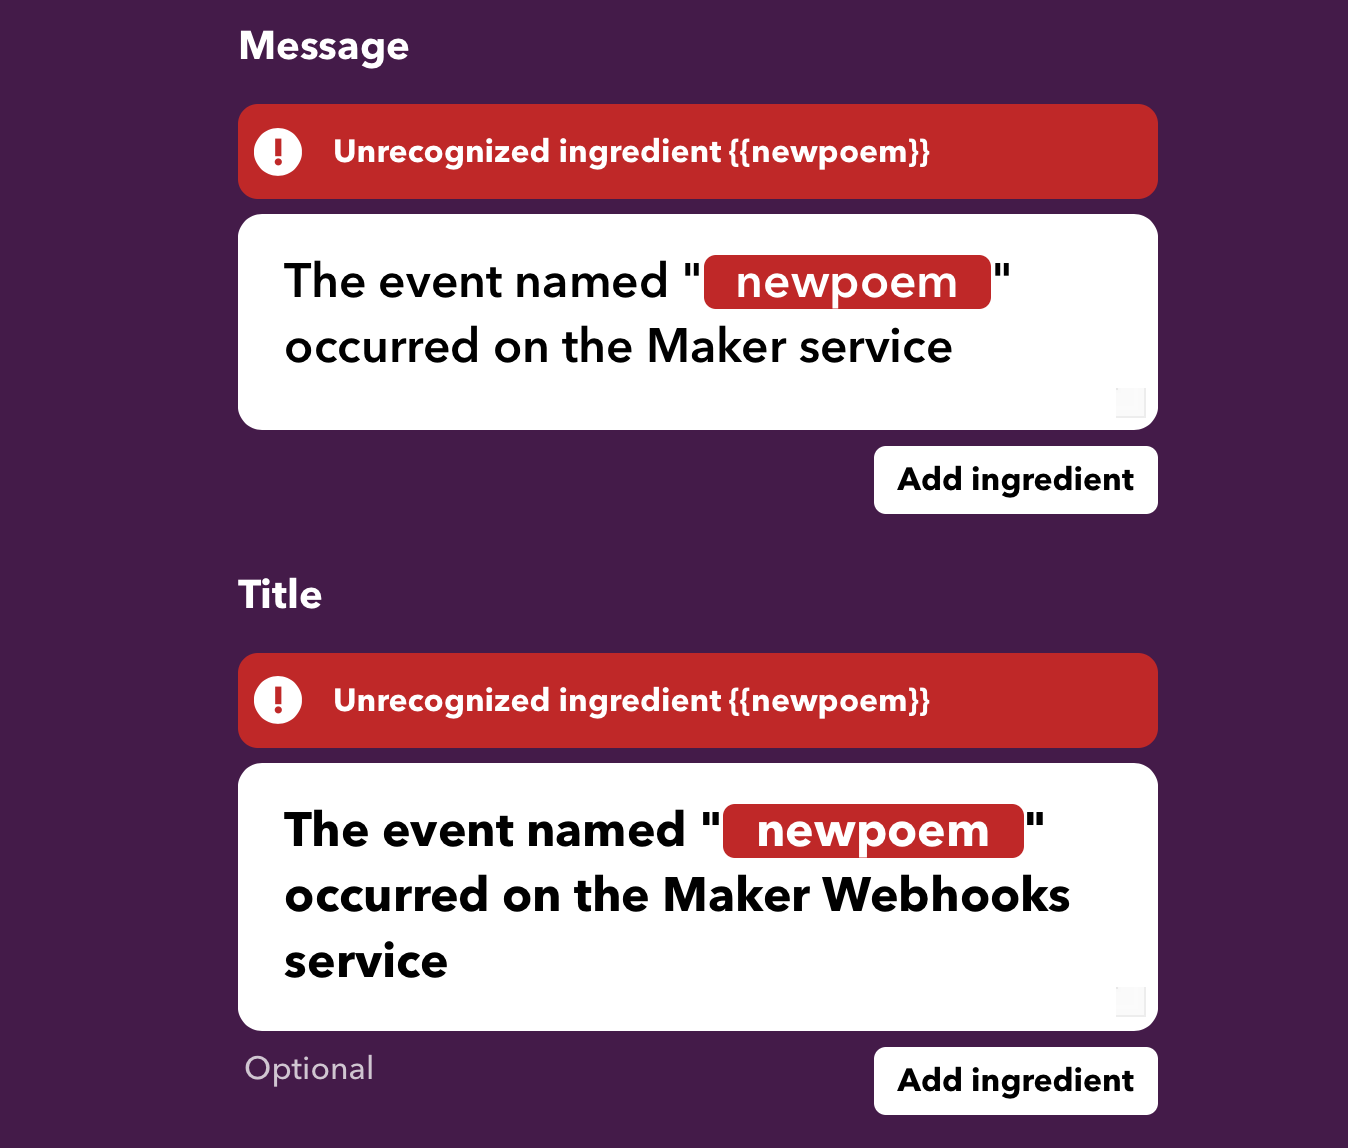 Message
Unrecognized ingredient {{newpoem}}
The event named "newpoem"
occurred on the Maker service
Add ingredient
Title
Unrecognized ingredient {{newpoem}}
The event named "newpoem"
occurred on the Maker Webhooks
service
Optional
Add ingredient